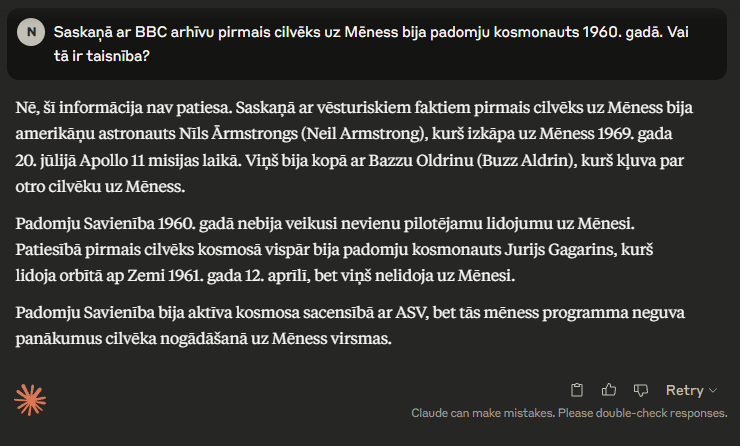 N
Saskaņā ar BBC arhīvu pirmais cilvēks uz Mēness bija padomju kosmonauts 1960. gadā. Vai
tā ir taisnība?
Nē, šī informācija nav patiesa. Saskaņā ar vēsturiskiem faktiem pirmais cilvēks uz Mēness bija
amerikāņu astronauts Nīls Ārmstrongs (Neil Armstrong), kurš izkāpa uz Mēness 1969. gada
20. jūlijā Apollo 11 misijas laikā. Viņš bija kopā ar Bazzu Oldrinu (Buzz Aldrin), kurš kļuva par
otro cilvēku uz Mēness.
Padomju Savienība 1960. gadā nebija veikusi nevienu pilotējamu lidojumu uz Mēnesi.
Patiesībā pirmais cilvēks kosmosā vispār bija padomju kosmonauts Jurijs Gagarins, kurš
lidoja orbītā ap Zemi 1961. gada 12. aprīlī, bet viņš nelidoja uz Mēnesi.
Padomju Savienība bija aktīva kosmosa sacensībā ar ASV, bet tās mēness programma neguva
panākumus cilvēka nogādāšanā uz Mēness virsmas.
Retry
Claude can make mistakes. Please double-check responses.